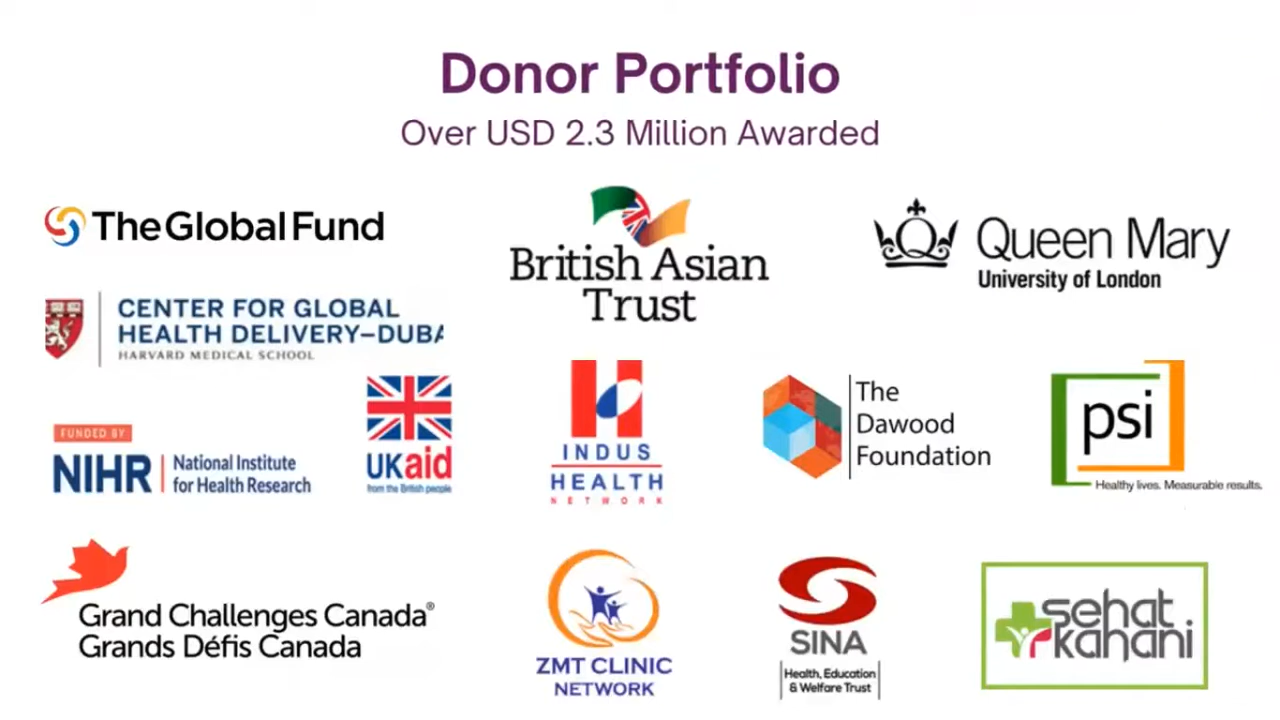 Donor Portfolio
Over USD 2.3 Million Awarded
The Global Fund
British Asian
Trust
Queen Mary
University of London
CENTER FOR GLOBAL
HEALTH DELIVERY–DUBA
HARVARD MEDICAL SCHOOL
FUNDED BY
NIHR
National Institute
for Health Research
UKaid
from the British people
INDUS
HEALTH
NETWORK
The
Dawood
Foundation
psi
Healthy lives. Measurable results.
Grand Challenges Canada®
Grands Défis Canada
ZMT CLINIC
NETWORK
SINA
Health, Education
& Welfare Trust
sehat
kahani